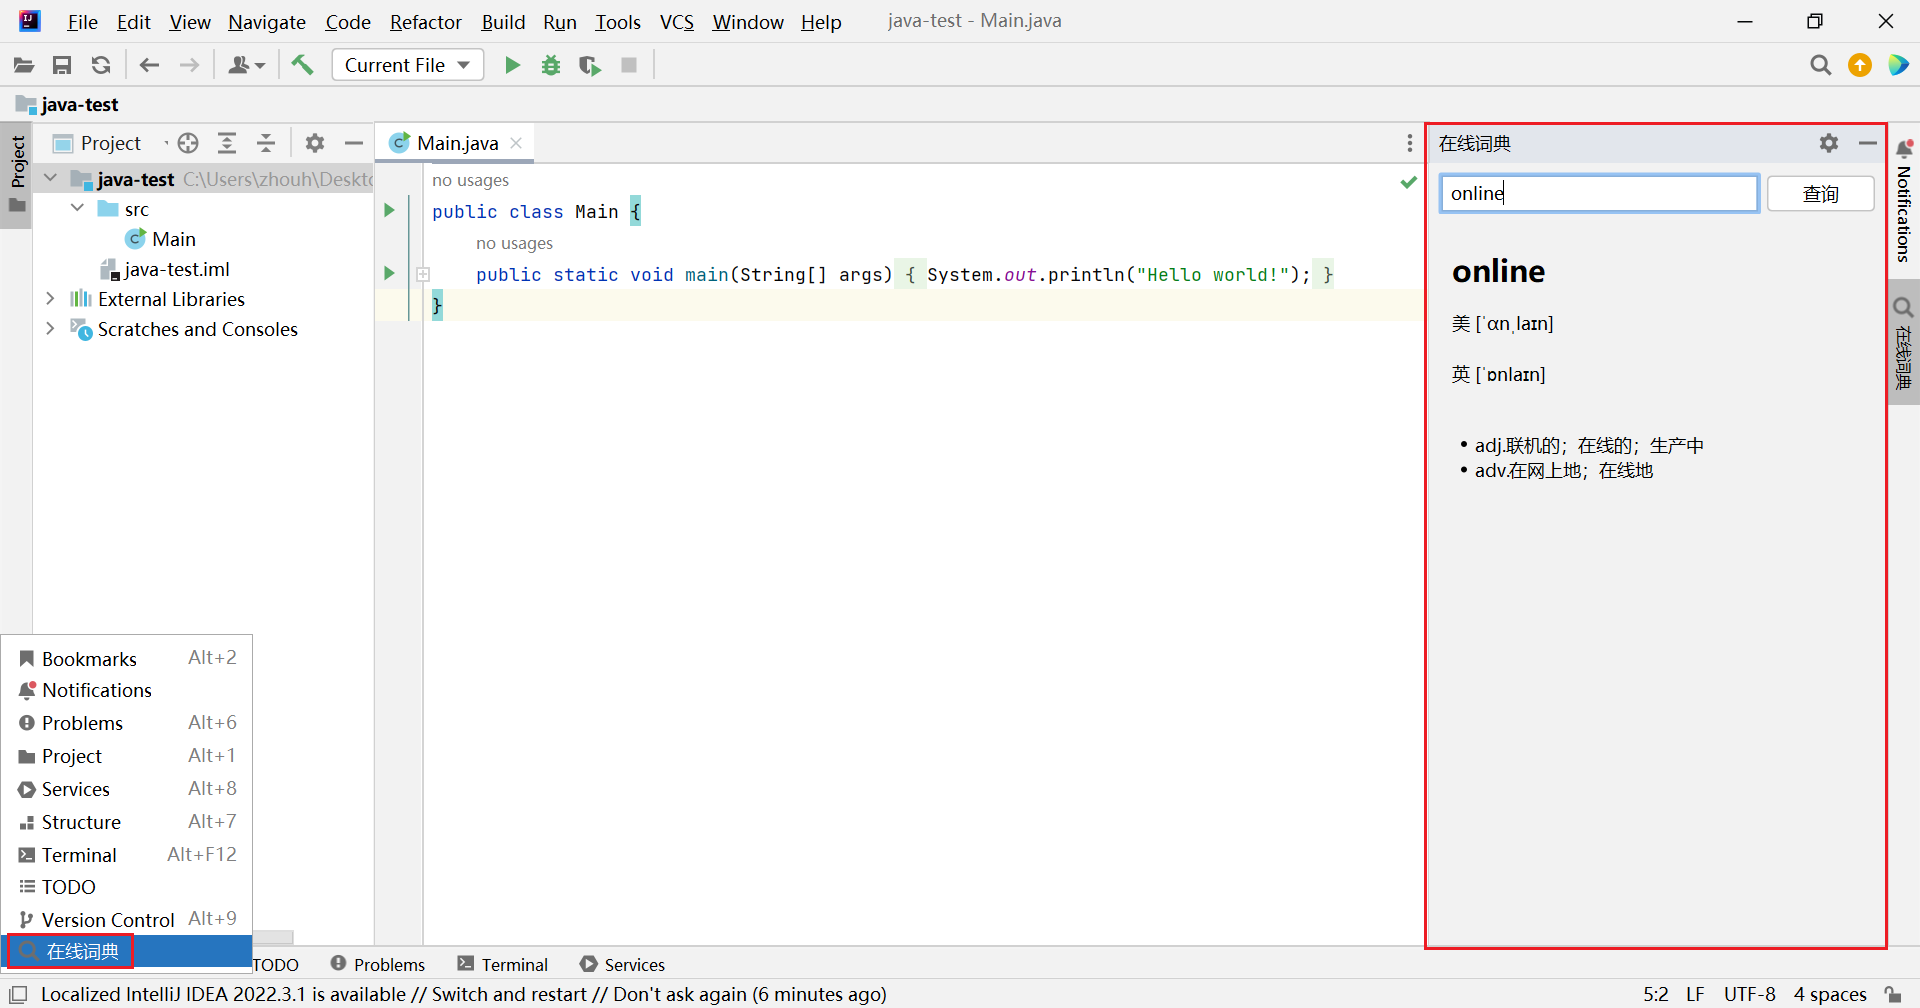 File Edit View Navigate Code Refactor Build Run Tools VCS Window Help java-test - Main.java
Current File
java-test
Project
Project
Main.java
在线词典
Notifications
java-test C:\Users\zhouh\Deskto
src
Main
java-test.iml
External Libraries
Scratches and Consoles
no usages
public class Main {
no usages
public static void main(String[] args) { System.out.println("Hello world!"); }
}
online
查询
online
美 [ˈɑnˌlaɪn]
英 [ˈɒnlaɪn]
• adj.联机的；在线的；生产中
• adv.在网上地；在线地
在线词典
Bookmarks Alt+2
Notifications
Problems Alt+6
Project Alt+1
Services Alt+8
Structure Alt+7
Terminal Alt+F12
TODO
Version Control Alt+9
在线词典
TODO Problems Terminal Services
Localized IntelliJ IDEA 2022.3.1 is available // Switch and restart // Don't ask again (6 minutes ago)
5:2 LF UTF-8 4 spaces